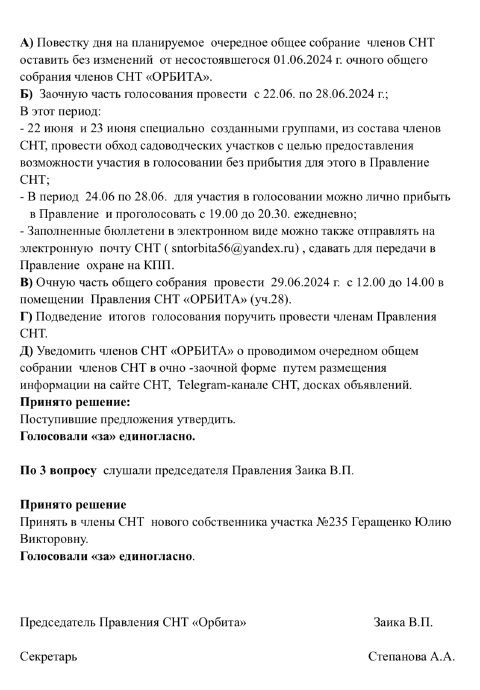 А) Повестку дня на планируемое очередное общее собрание членов СНТ
оставить без изменений от несостоявшегося 01.06.2024 г. очного общего
собрания членов СНТ «ОРБИТА».
Б) Заочную часть голосования провести с 22.06. по 28.06.2024 г.;
В этот период:
- 22 июня и 23 июня специально созданными группами, из состава членов
СНТ, провести обход садоводческих участков с целью предоставления
возможности участия в голосовании без прибытия для этого в Правление
СНТ;
- В период 24.06 по 28.06. для участия в голосовании можно лично прибыть
в Правление и проголосовать с 19.00 до 20.30. ежедневно;
- Заполненные бюллетени в электронном виде можно также отправлять на
электронную почту СНТ ( sntorbita56@yandex.ru) , сдавать для передачи в
Правление охране на КПП.
В) Очную часть общего собрания провести 29.06.2024 г. с 12.00 до 14.00 в
помещении Правления СНТ «ОРБИТА» (уч.28).
Г) Подведение итогов голосования поручить провести членам Правления
СНТ.
Д) Уведомить членов СНТ «ОРБИТА» о проводимом очередном общем
собрании членов СНТ в очно -заочной форме путем размещения
информации на сайте СНТ, Telegram-канале СНТ, досках объявлений.
Принято решение:
Поступившие предложения утвердить.
Голосовали «за» единогласно.
По 3 вопросу слушали председателя Правления Заика В.П.
Принято решение
Принять в члены СНТ нового собственника участка №235 Геращенко Юлию
Викторовну.
Голосовали «за» единогласно.
Председатель Правления СНТ «Орбита» Заика В.П.
Секретарь Степанова А.А.